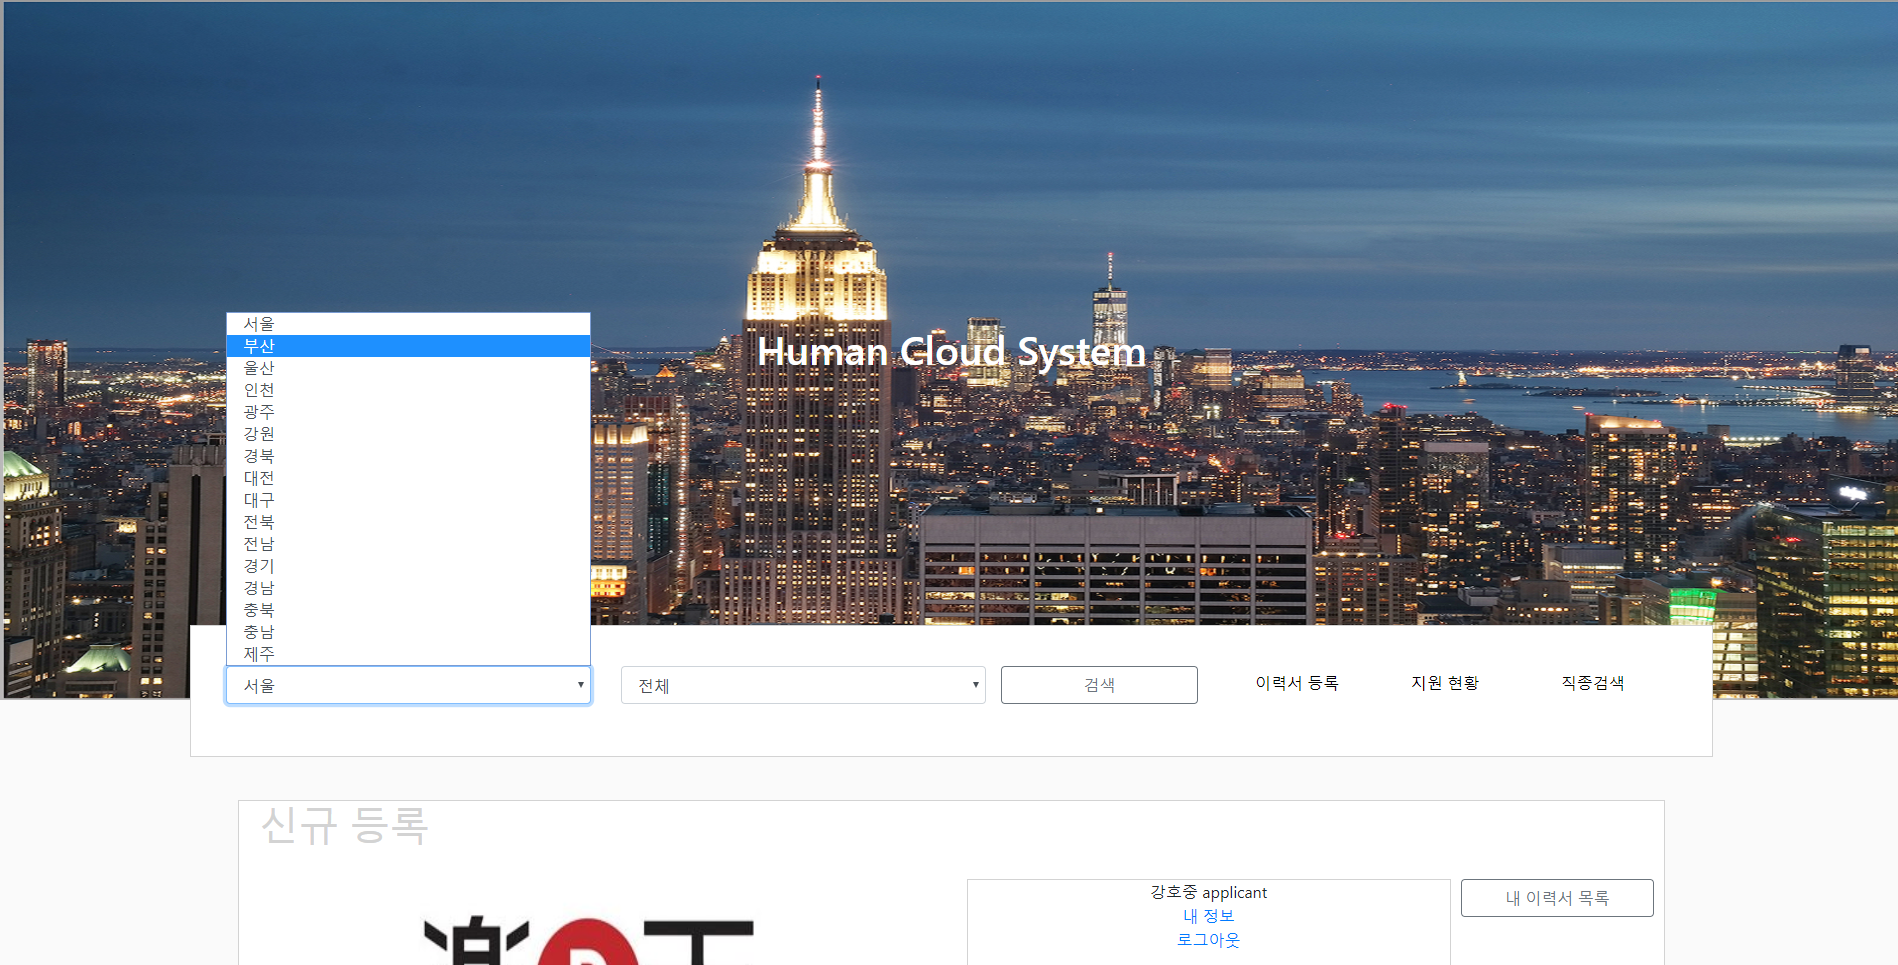 Human Cloud System
서울
부산
울산
인천
광주
강원
경북
대전
대구
전북
전남
경기
경남
충북
충남
제주
서울
전체
검색
이력서 등록
지원 현황
직종검색
신규 등록
강호중 applicant
내 이력서 목록
내 정보
로그아웃